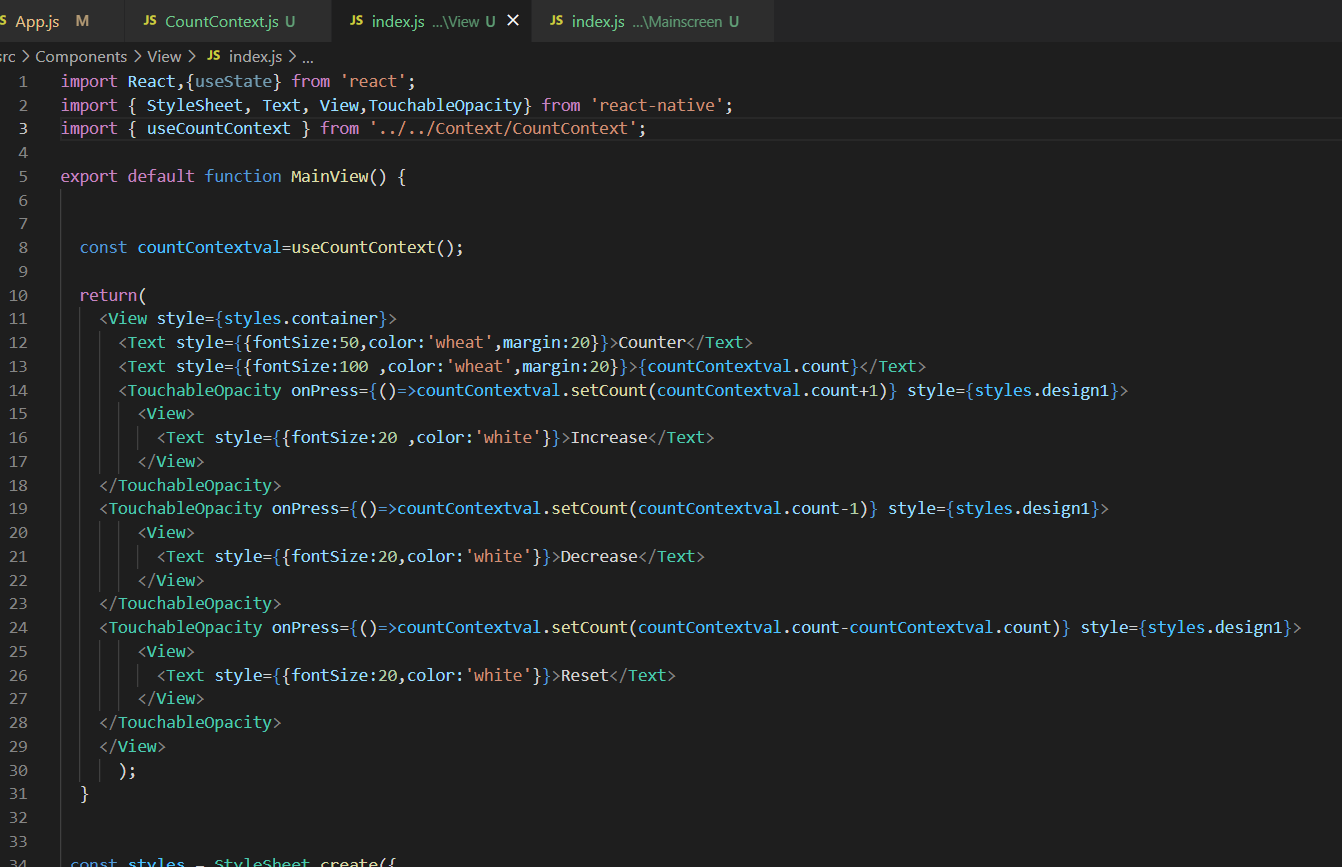 JS App.js M JS CountContext.js U JS index.js ...\View U × JS index.js ...\Mainscreen U
src > Components > View > JS index.js > ...
1 import React,{useState} from 'react';
2 import { StyleSheet, Text, View,TouchableOpacity} from 'react-native';
3 import { useCountContext } from '../../Context/CountContext';
4
5 export default function MainView() {
6
7
8 const countContextval=useCountContext();
9
10 return(
11 <View style={styles.container}>
12 <Text style={{fontSize:50,color:'wheat',margin:20}}>Counter</Text>
13 <Text style={{fontSize:100 ,color:'wheat',margin:20}}>{countContextval.count}</Text>
14 <TouchableOpacity onPress={()=>countContextval.setCount(countContextval.count+1)} style={styles.design1}>
15 <View>
16 <Text style={{fontSize:20 ,color:'white'}}>Increase</Text>
17 </View>
18 </TouchableOpacity>
19 <TouchableOpacity onPress={()=>countContextval.setCount(countContextval.count-1)} style={styles.design1}>
20 <View>
21 <Text style={{fontSize:20,color:'white'}}>Decrease</Text>
22 </View>
23 </TouchableOpacity>
24 <TouchableOpacity onPress={()=>countContextval.setCount(countContextval.count-countContextval.count)} style={styles.design1}>
25 <View>
26 <Text style={{fontSize:20,color:'white'}}>Reset</Text>
27 </View>
28 </TouchableOpacity>
29 </View>
30 );
31 }
32
33
34 const styles = StyleSheet.create({